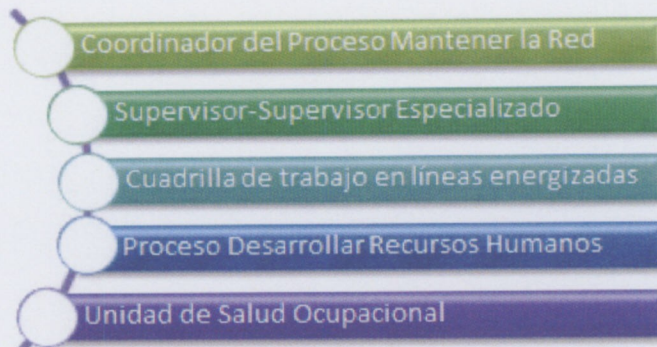 Coordinador del Proceso Mantener la Red
Supervisor-Supervisor Especializado
Cuadrilla de trabajo en líneas energizadas
Proceso Desarrollar Recursos Humanos
Unidad de Salud Ocupacional